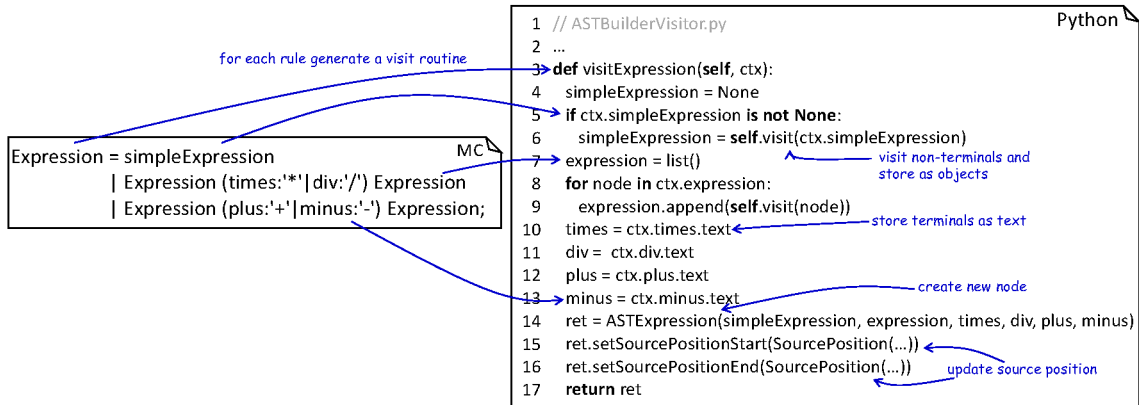 for each rule generate a visit routine
MC
Expression = simpleExpression
| Expression (times:'*'|div:'/') Expression
| Expression (plus:'+'|minus:'-') Expression;
Python
1 // ASTBuilderVisitor.py
2 ...
3 def visitExpression(self, ctx):
4 simpleExpression = None
5 if ctx.simpleExpression is not None:
6 simpleExpression = self.visit(ctx.simpleExpression)
7 expression = list()
8 for node in ctx.expression:
9 expression.append(self.visit(node))
10 times = ctx.times.text
11 div = ctx.div.text
12 plus = ctx.plus.text
13 minus = ctx.minus.text
14 ret = ASTExpression(simpleExpression, expression, times, div, plus, minus)
15 ret.setSourcePositionStart(SourcePosition(...))
16 ret.setSourcePositionEnd(SourcePosition(...))
17 return ret
visit non-terminals and
store as objects
store terminals as text
create new node
update source position